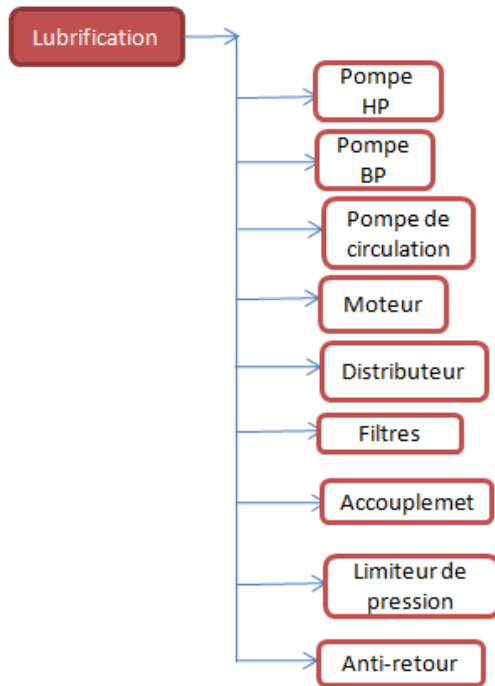 Lubrification
Pompe
HP
Pompe
BP
Pompe de
circulation
Moteur
Distributeur
Filtres
Accouplemet
Limiteur de
pression
Anti-retour